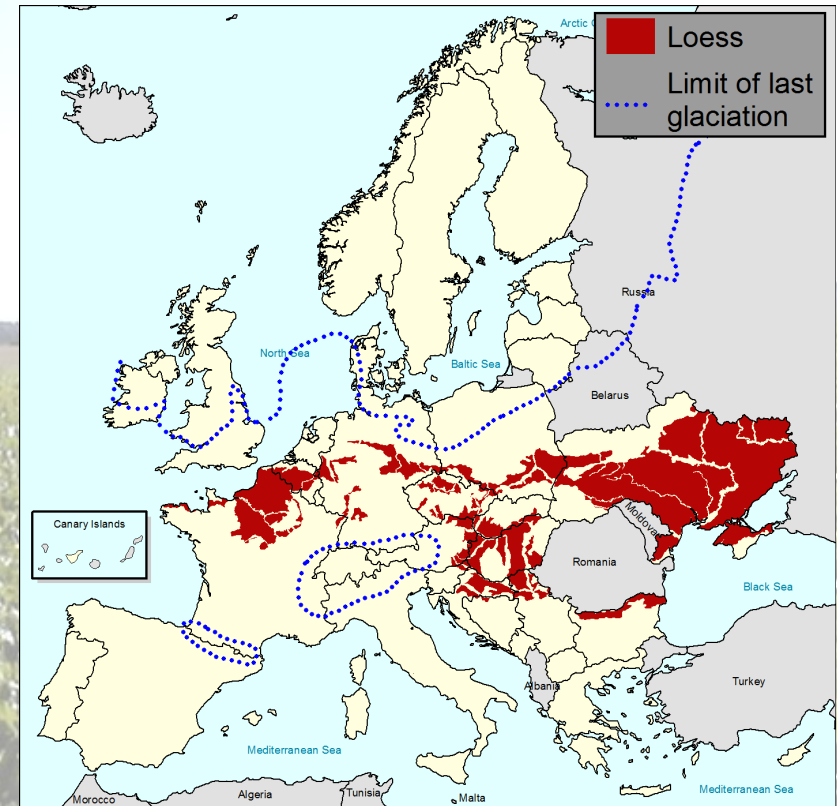 Arctic
Loess
Limit of last
glaciation
Russia
North Sea
Baltic Sea
Belarus
Canary Islands
Moldova
Romania
Black Sea
Albania
Turkey
Mediterranean Sea
Mediterranean Sea
Morocco
Algeria
Tunisia
Malta